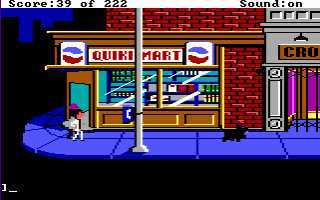 Score:39 of 222 Sound:on
QUIKI MART
CRO
]_